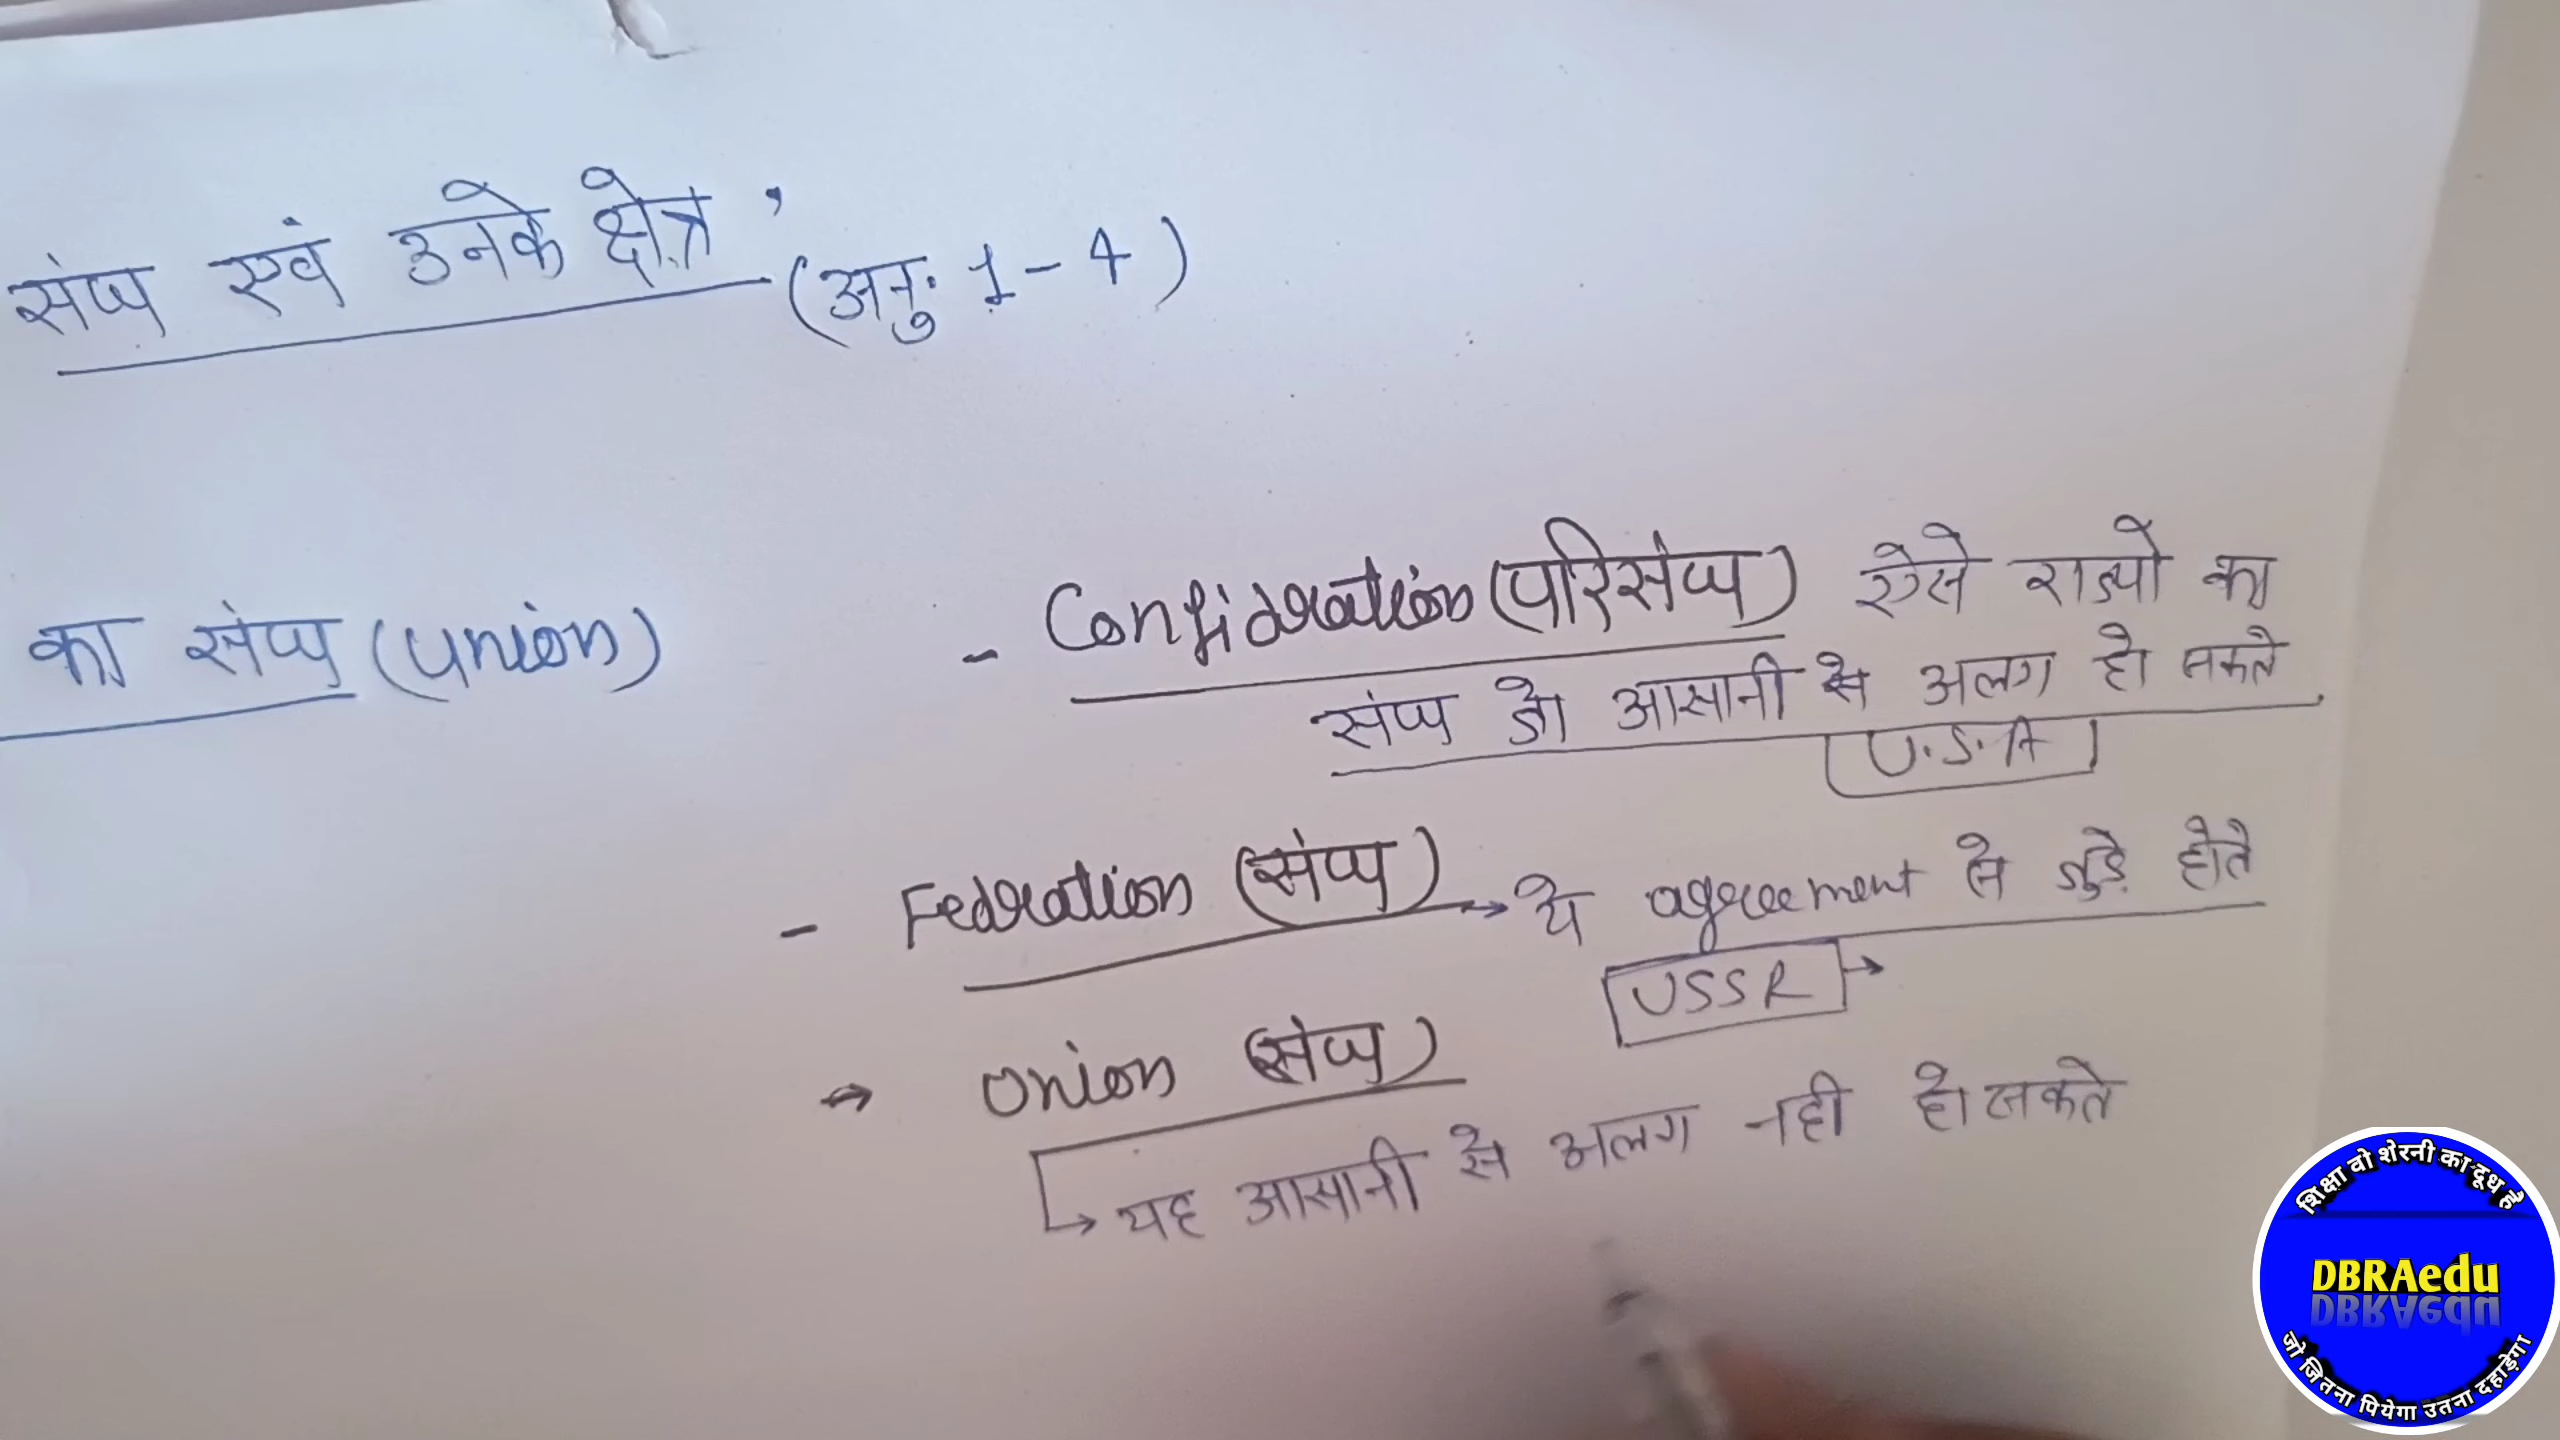 संघ एवं उनके क्षेत्र ' (अनु. 1-4)
का संघ (Union)
- Confideration (परिसंघ) ऐसे राज्यो का
संघ जो आसानी से अलग हो सकते
U.S.A
- Fedration (संघ) → ये agreement से जुड़े होते
USSR →
→ Union (संघ)
→ यह आसानी से अलग नही हो सकते
शिक्षा वो शेरनी का दूध है
DBRAedu
जो जितना पियेगा उतना दहाड़ेगा